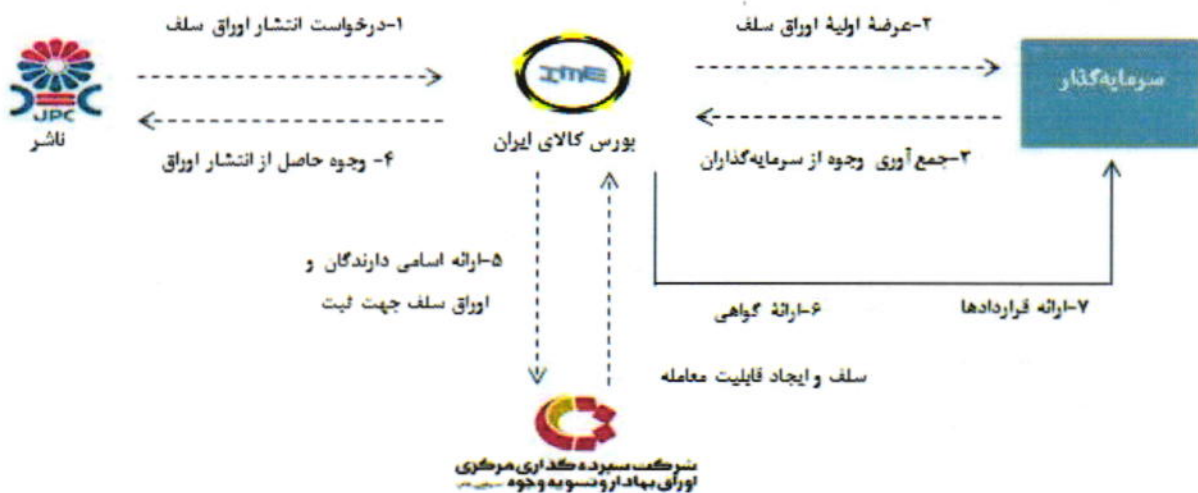 ۱-درخواست انتشار اوراق سلف
۲-عرضهٔ اولیهٔ اوراق سلف
IME
سرمایه‌گذار
JPC
ناشر
بورس کالای ایران
۴- وجوه حاصل از انتشار اوراق
۳-جمع آوری وجوه از سرمایه‌گذاران
۵-ارائه اسامی دارندگان و
اوراق سلف جهت ثبت
۶-ارائهٔ گواهی
۷-ارائه قراردادها
سلف و ایجاد قابلیت معامله
شرکت سپرده گذاری مرکزی
اوراق بهادار و تسویه وجوه